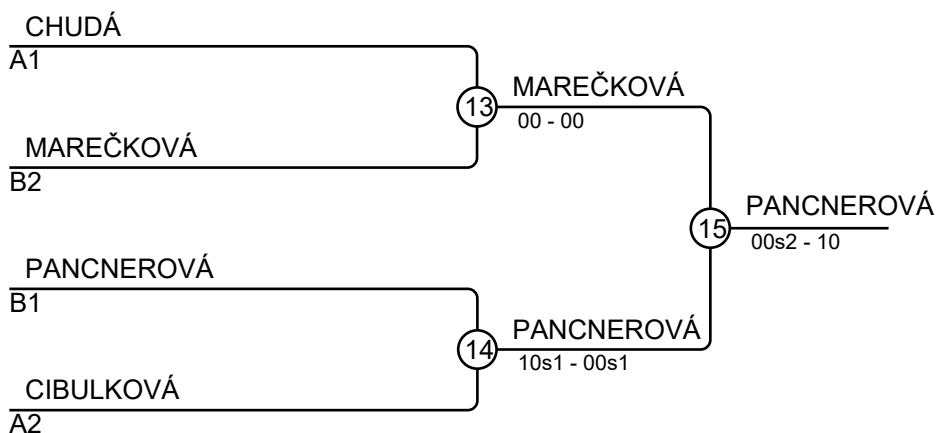 CHUDÁ
A1
13
MAREČKOVÁ
00 - 00
MAREČKOVÁ
B2
15
PANCNEROVÁ
00s2 - 10
PANCNEROVÁ
B1
14
PANCNEROVÁ
10s1 - 00s1
CIBULKOVÁ
A2